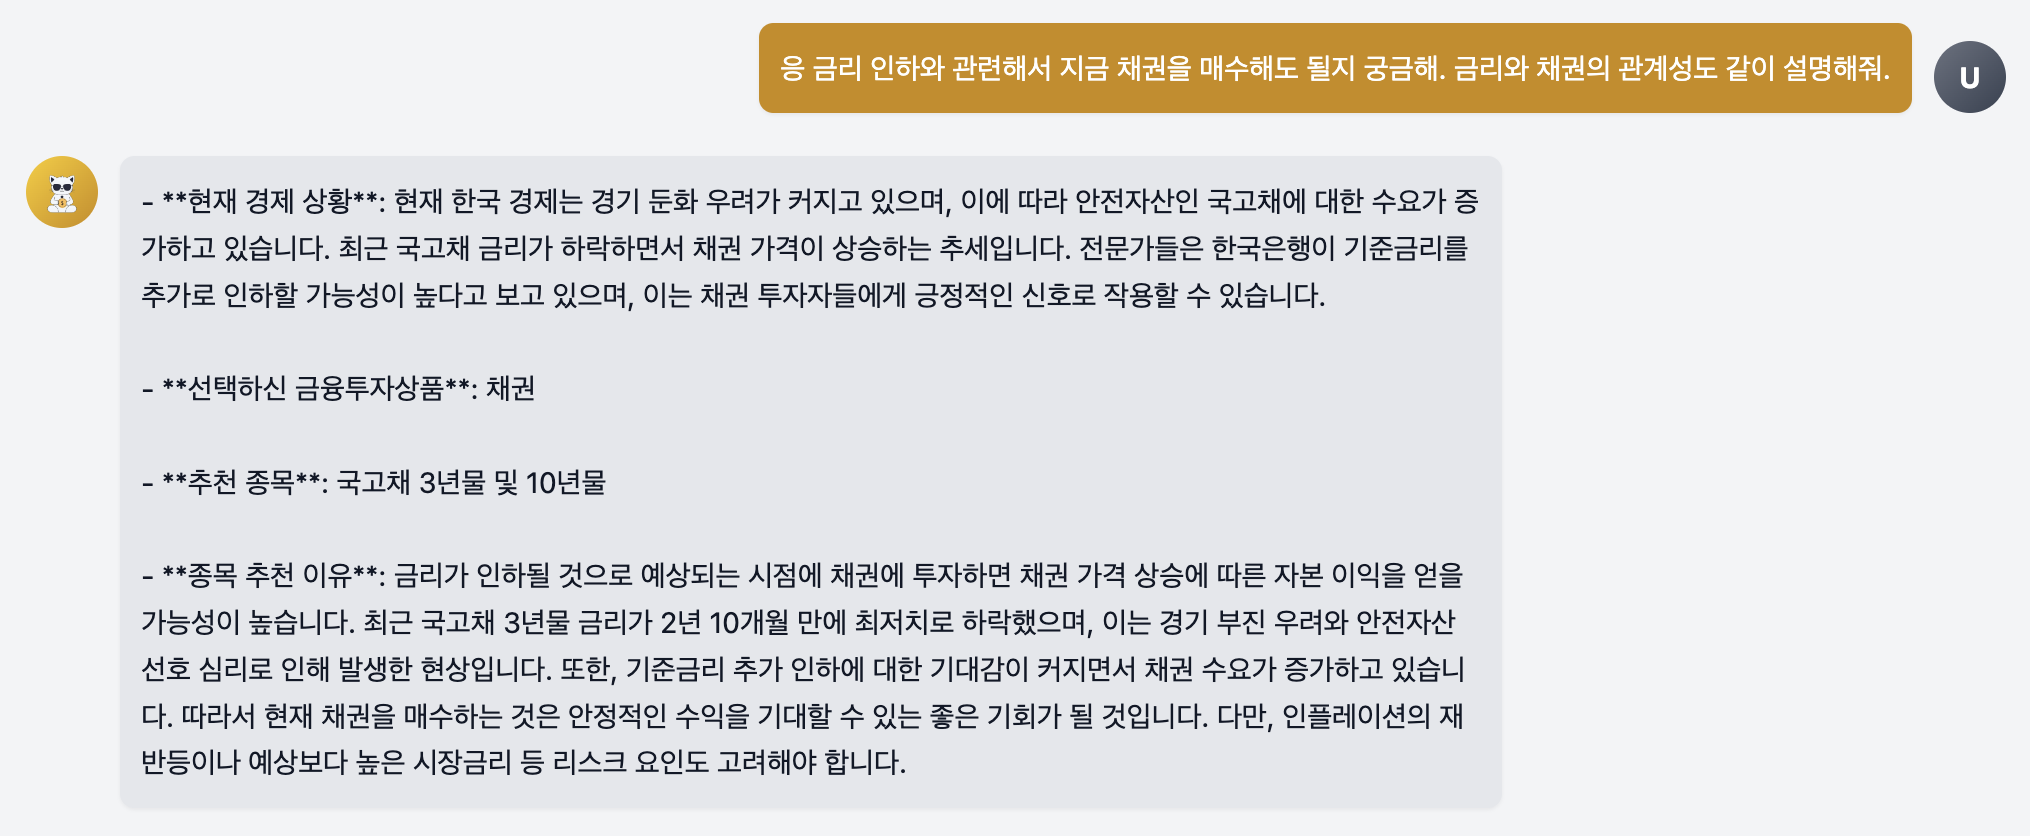 응 금리 인하와 관련해서 지금 채권을 매수해도 될지 궁금해. 금리와 채권의 관계성도 같이 설명해줘.
U
- **현재 경제 상황**: 현재 한국 경제는 경기 둔화 우려가 커지고 있으며, 이에 따라 안전자산인 국고채에 대한 수요가 증
가하고 있습니다. 최근 국고채 금리가 하락하면서 채권 가격이 상승하는 추세입니다. 전문가들은 한국은행이 기준금리를
추가로 인하할 가능성이 높다고 보고 있으며, 이는 채권 투자자들에게 긍정적인 신호로 작용할 수 있습니다.
- **선택하신 금융투자상품**: 채권
- **추천 종목**: 국고채 3년물 및 10년물
- **종목 추천 이유**: 금리가 인하될 것으로 예상되는 시점에 채권에 투자하면 채권 가격 상승에 따른 자본 이익을 얻을
가능성이 높습니다. 최근 국고채 3년물 금리가 2년 10개월 만에 최저치로 하락했으며, 이는 경기 부진 우려와 안전자산
선호 심리로 인해 발생한 현상입니다. 또한, 기준금리 추가 인하에 대한 기대감이 커지면서 채권 수요가 증가하고 있습니
다. 따라서 현재 채권을 매수하는 것은 안정적인 수익을 기대할 수 있는 좋은 기회가 될 것입니다. 다만, 인플레이션의 재
반등이나 예상보다 높은 시장금리 등 리스크 요인도 고려해야 합니다.